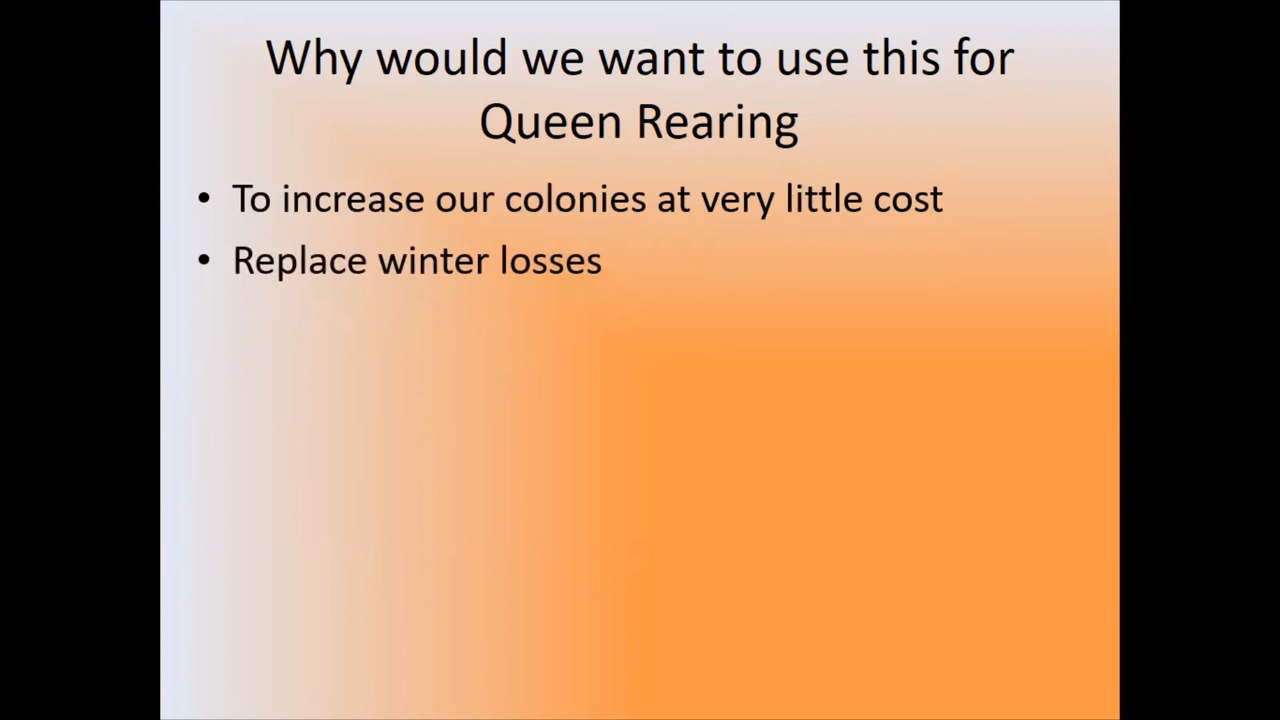 Why would we want to use this for
Queen Rearing
• To increase our colonies at very little cost
• Replace winter losses